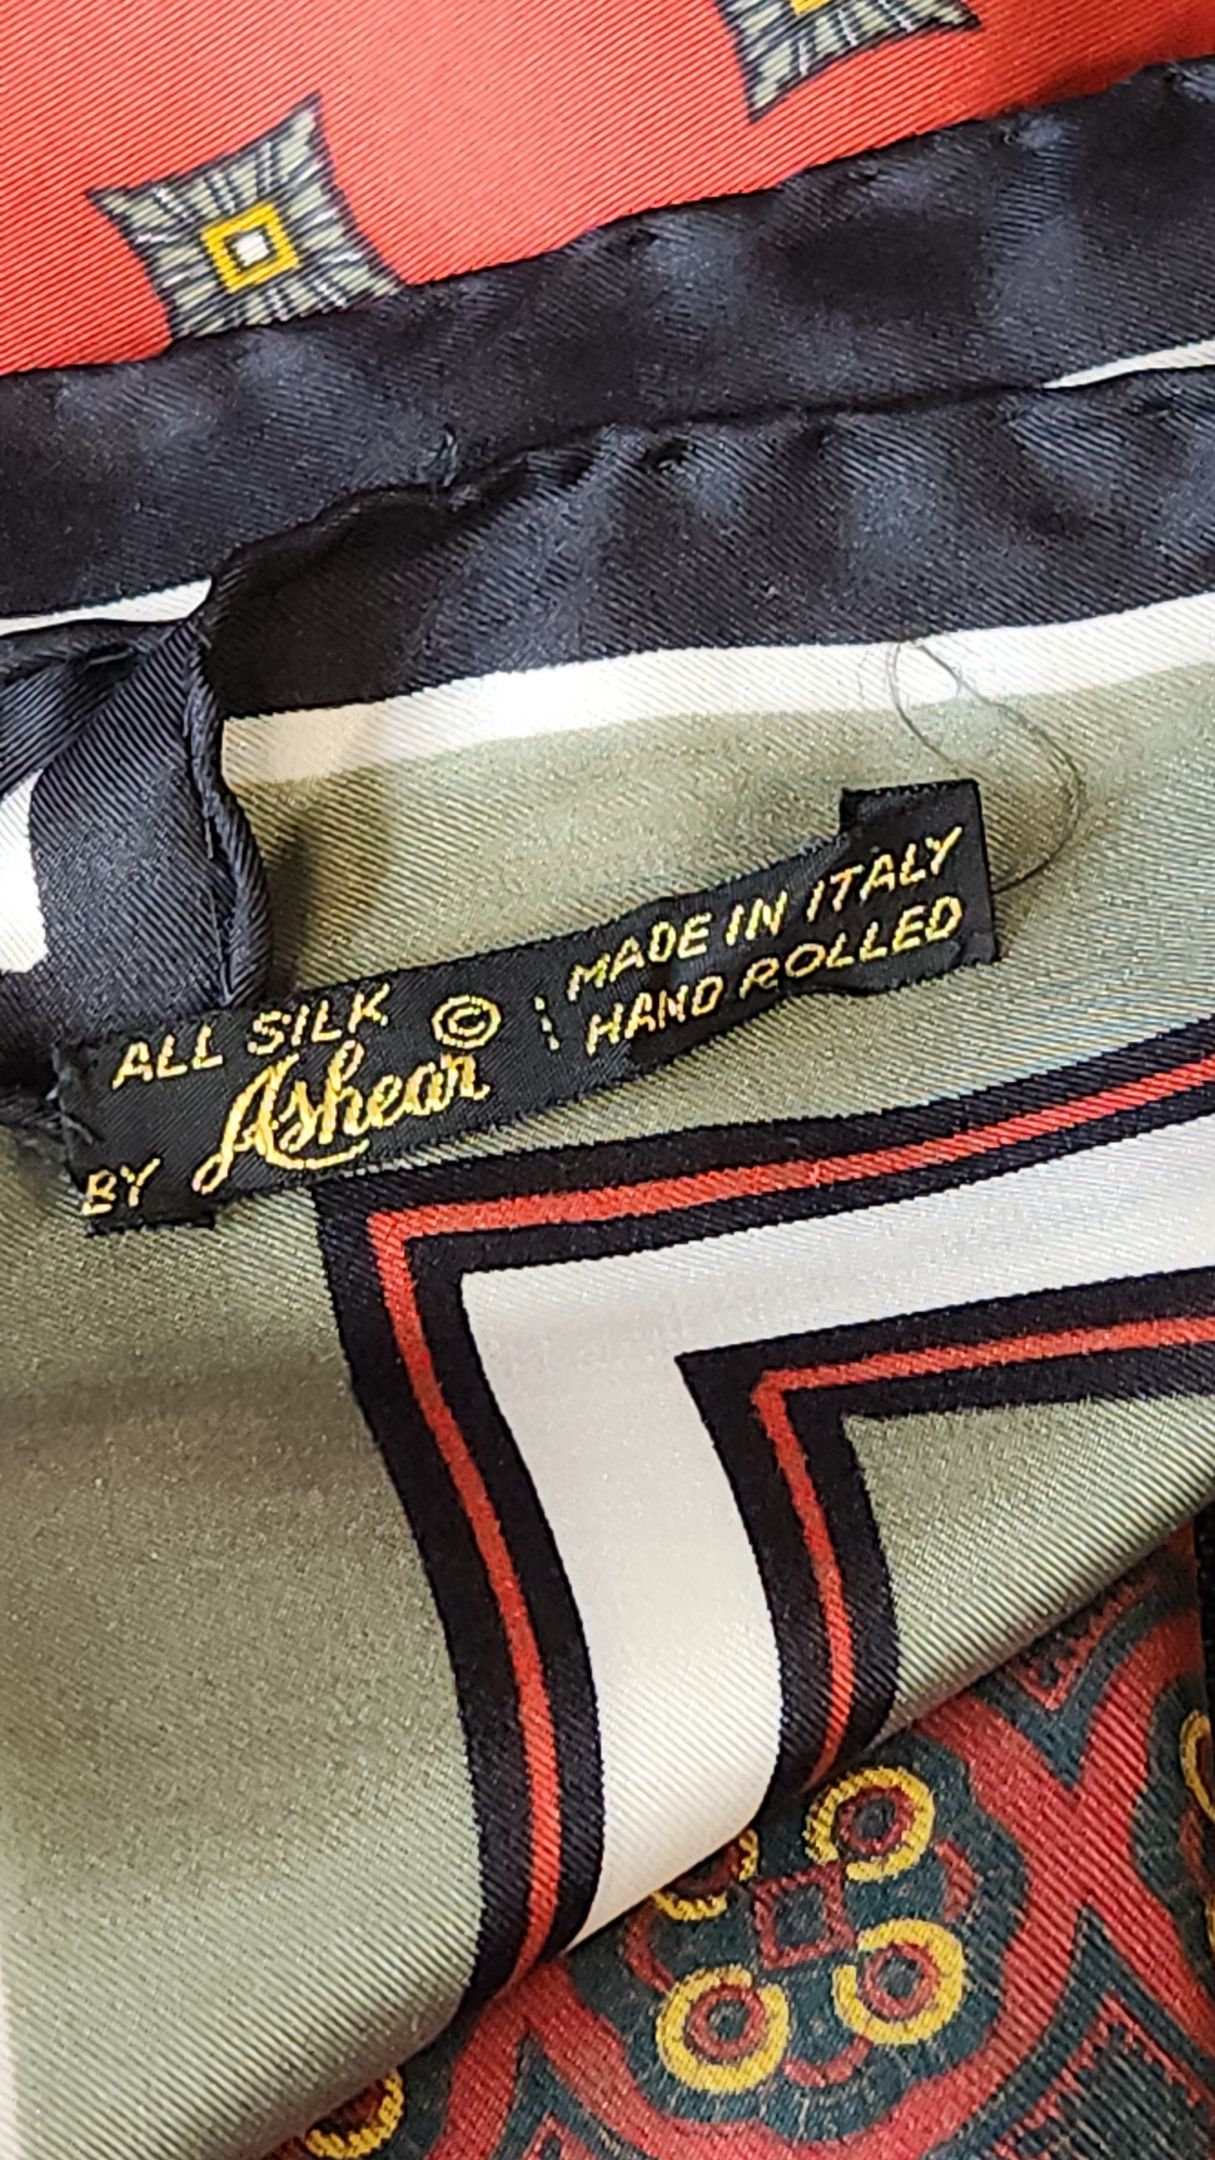 ALL SILK ©
BY Ashear
MADE IN ITALY
HAND ROLLED